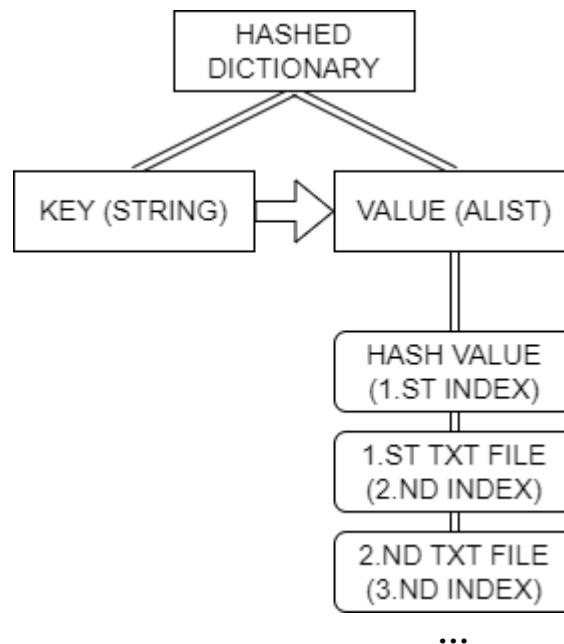 HASHED
DICTIONARY
KEY (STRING)
VALUE (ALIST)
HASH VALUE
(1.ST INDEX)
1.ST TXT FILE
(2.ND INDEX)
2.ND TXT FILE
(3.ND INDEX)
...